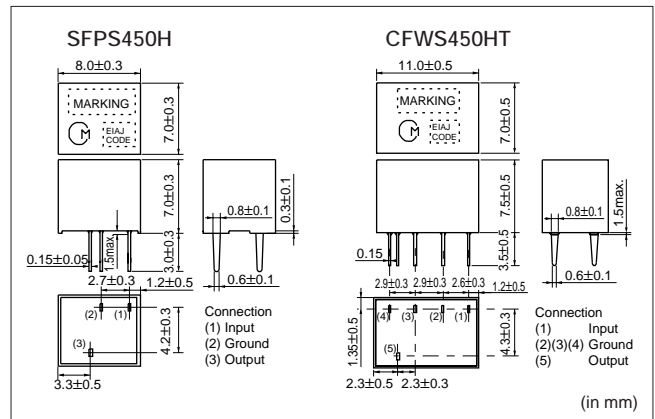 SFPS450H
8.0±0.3
MARKING
EIAJ
CODE
7.0±0.3
7.0±0.3
1.5max.
3.0±0.3
0.15±0.05
2.7±0.3
1.2±0.5
0.8±0.1
0.3±0.1
0.6±0.1
(2)
(1)
(3)
4.2±0.3
3.3±0.5
Connection
(1) Input
(2) Ground
(3) Output
CFWS450HT
11.0±0.5
MARKING
EIAJ
CODE
7.0±0.5
7.5±0.5
3.5±0.5
0.15
2.9±0.3
2.9±0.3
2.6±0.3
1.2±0.5
0.8±0.1
1.5max.
0.6±0.1
(4)
(3)
(2)
(1)
(5)
1.35±0.5
4.3±0.3
2.3±0.5
2.3±0.3
Connection
(1) Input
(2)(3)(4) Ground
(5) Output
(in mm)